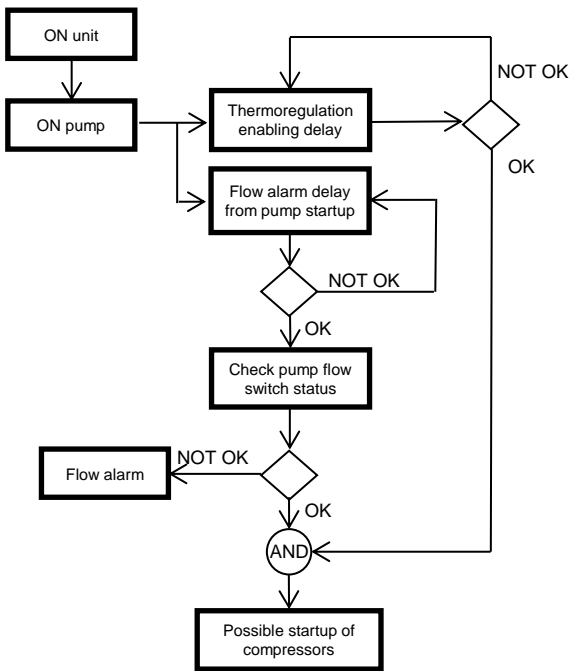 ON unit
NOT OK
ON pump
Thermoregulation
enabling delay
OK
Flow alarm delay
from pump startup
NOT OK
OK
Check pump flow
switch status
NOT OK
Flow alarm
OK
AND
Possible startup of
compressors